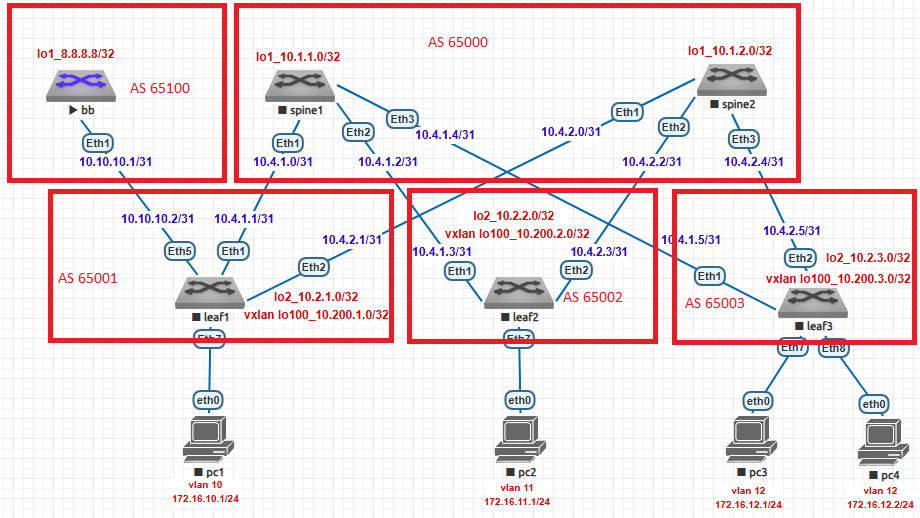 lo1_8.8.8.8/32
AS 65100
bb
Eth1
10.10.10.1/31
AS 65000
lo1_10.1.1.0/32
spine1
Eth1
Eth2
Eth3
10.4.1.0/31
10.4.1.2/31
10.4.1.4/31
lo1_10.1.2.0/32
spine2
Eth1
Eth2
Eth3
10.4.2.0/31
10.4.2.2/31
10.4.2.4/31
10.10.10.2/31
10.4.1.1/31
10.4.2.1/31
Eth5
Eth1
Eth2
AS 65001
lo2_10.2.1.0/32
vxlan lo100_10.200.1.0/32
leaf1
Eth7
lo2_10.2.2.0/32
vxlan lo100_10.200.2.0/32
10.4.1.3/31
10.4.2.3/31
Eth1
Eth2
AS 65002
leaf2
Eth7
10.4.1.5/31
10.4.2.5/31
Eth1
Eth2
lo2_10.2.3.0/32
vxlan lo100_10.200.3.0/32
AS 65003
leaf3
Eth7
Eth8
eth0
pc1
vlan 10
172.16.10.1/24
eth0
pc2
vlan 11
172.16.11.1/24
eth0
pc3
vlan 12
172.16.12.1/24
eth0
pc4
vlan 12
172.16.12.2/24